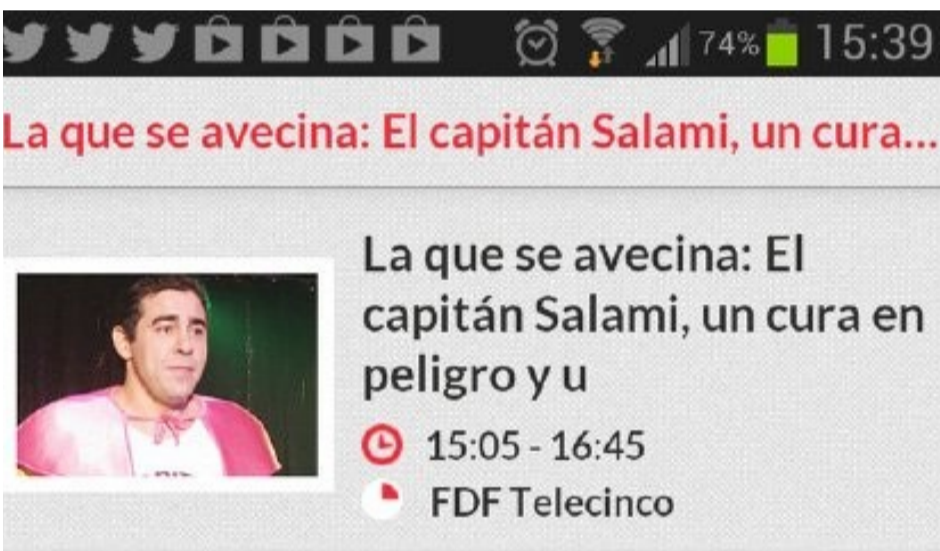 74% 15:39
La que se avecina: El capitán Salami, un cura...
La que se avecina: El
capitán Salami, un cura en
peligro y u
15:05 - 16:45
FDF Telecinco